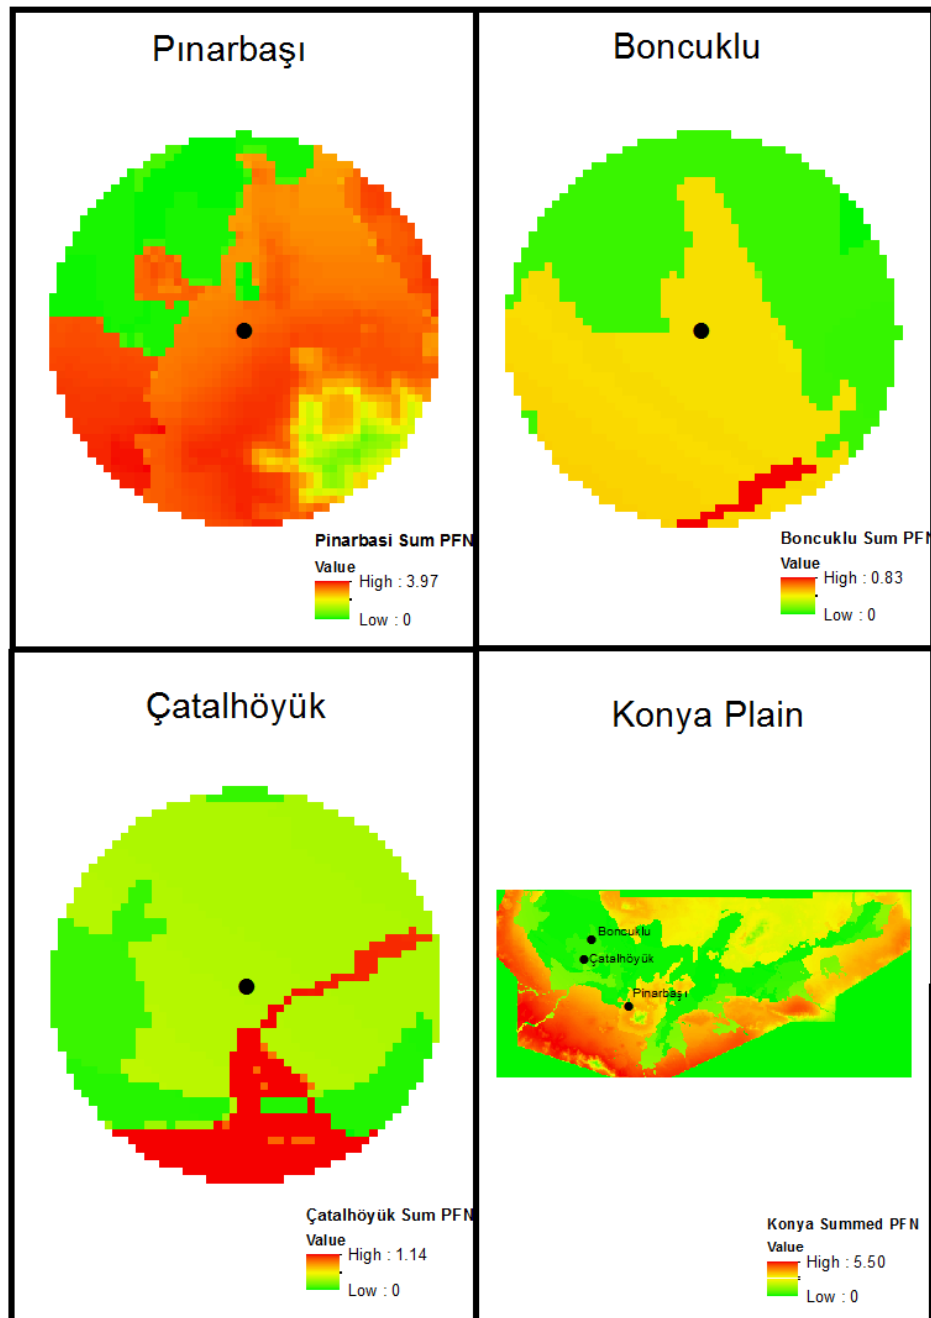 Pınarbaşı
Pinarbasi Sum PFN
Value
High : 3.97
Low : 0
Boncuklu
Boncuklu Sum PFN
Value
High : 0.83
Low : 0
Çatalhöyük
Çatalhöyük Sum PFN
Value
High : 1.14
Low : 0
Konya Plain
Boncuklu
Çatalhöyük
Pinarbaşı
Konya Summed PFN
Value
High : 5.50
Low : 0